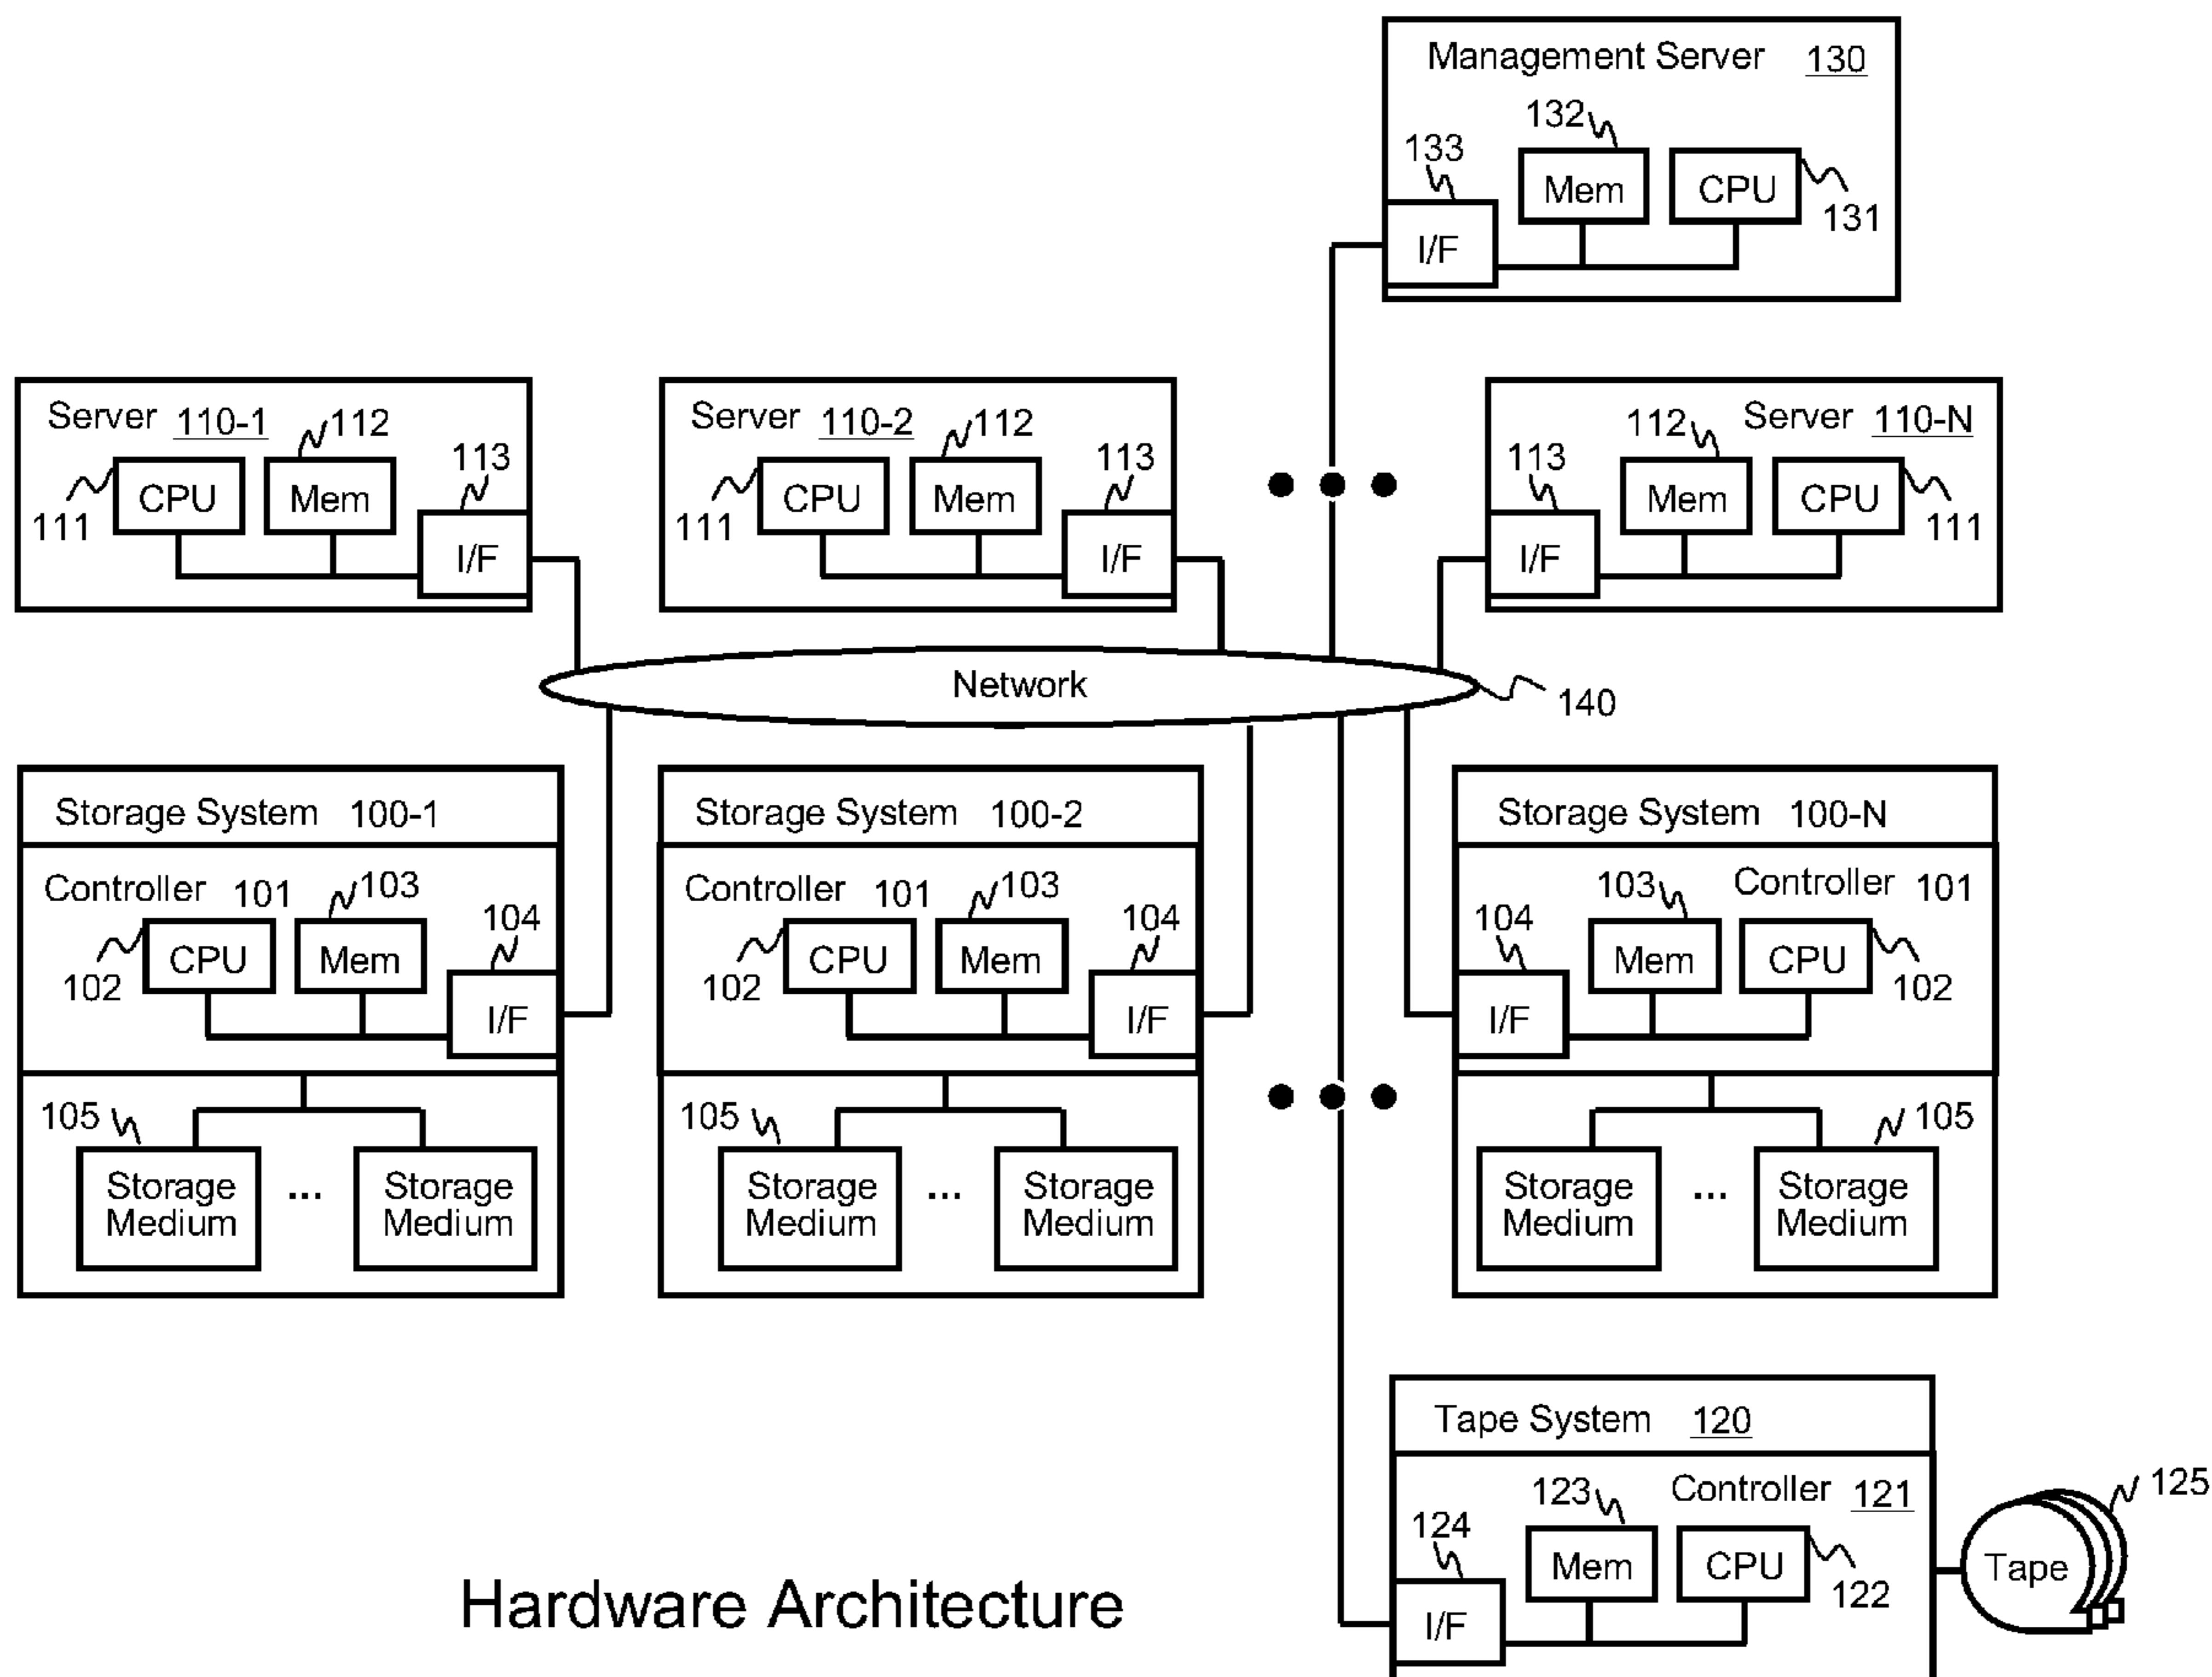 Management Server 130
132
133
Mem
CPU
131
I/F
Server 110-1
112
113
CPU
Mem
111
I/F
Server 110-2
112
113
CPU
Mem
111
I/F
112
Server 110-N
113
Mem
CPU
111
I/F
Network
140
Storage System 100-1
Controller 101
103
104
CPU
Mem
102
I/F
105
Storage
Medium
...
Storage
Medium
Storage System 100-2
Controller 101
103
104
CPU
Mem
102
I/F
105
Storage
Medium
...
Storage
Medium
Storage System 100-N
103
Controller 101
104
Mem
CPU
102
I/F
105
Storage
Medium
...
Storage
Medium
Tape System 120
123
Controller 121
125
124
Mem
CPU
Tape
122
I/F
Hardware Architecture